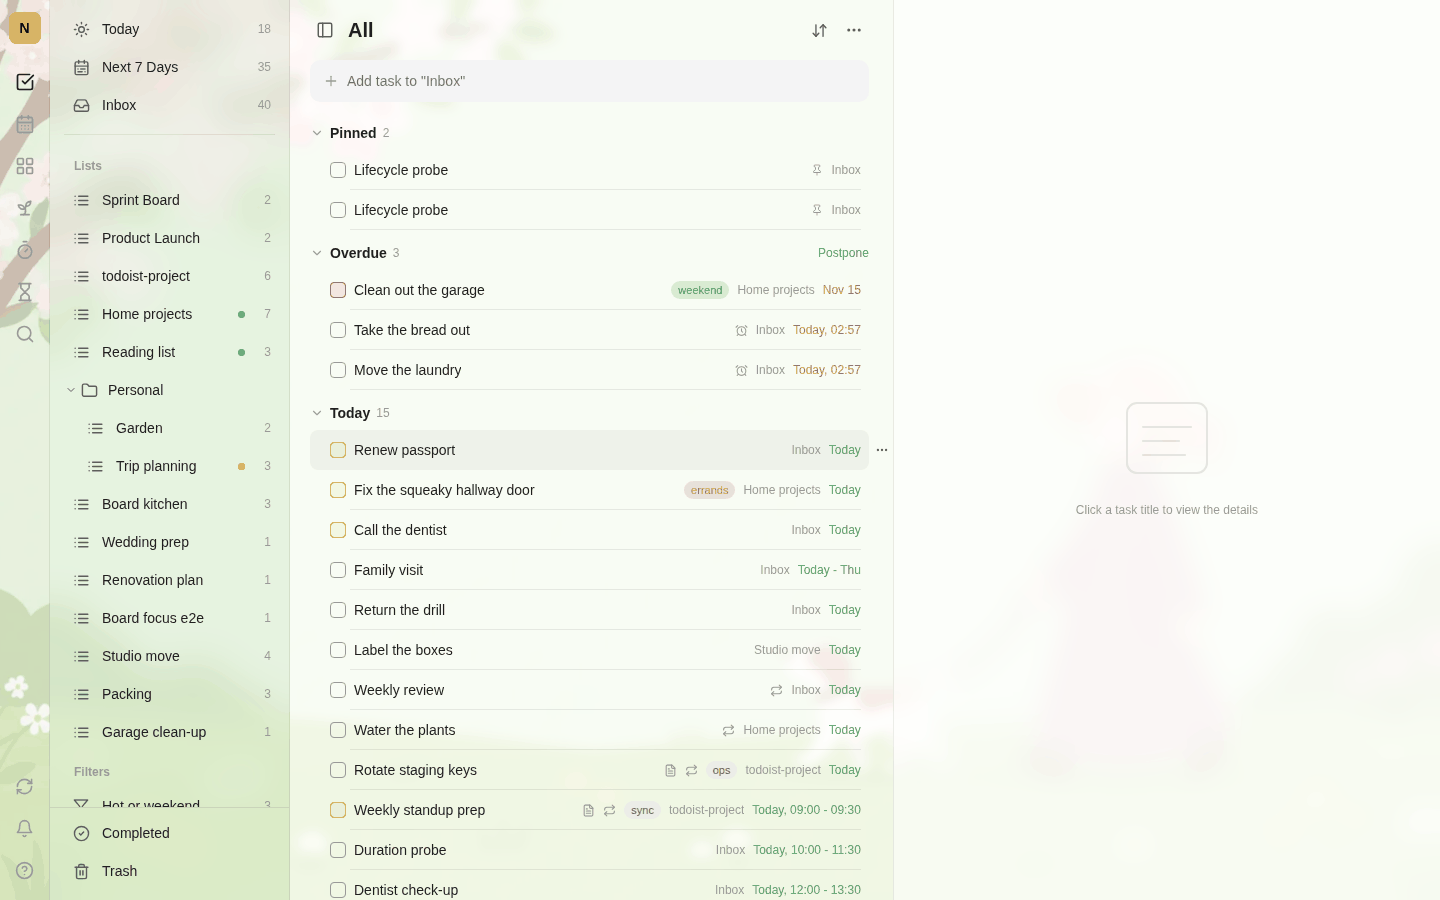 N
Today 18
Next 7 Days 35
Inbox 40
Lists
Sprint Board 2
Product Launch 2
todoist-project 6
Home projects 7
Reading list 3
Personal
Garden 2
Trip planning 3
Board kitchen 3
Wedding prep 1
Renovation plan 1
Board focus e2e 1
Studio move 4
Packing 3
Garage clean-up 1
Filters
Hot or weekend 3
Completed
Trash
All
Add task to "Inbox"
Pinned 2
Lifecycle probe Inbox
Lifecycle probe Inbox
Overdue 3 Postpone
Clean out the garage weekend Home projects Nov 15
Take the bread out Inbox Today, 02:57
Move the laundry Inbox Today, 02:57
Today 15
Renew passport Inbox Today
Fix the squeaky hallway door errands Home projects Today
Call the dentist Inbox Today
Family visit Inbox Today - Thu
Return the drill Inbox Today
Label the boxes Studio move Today
Weekly review Inbox Today
Water the plants Home projects Today
Rotate staging keys ops todoist-project Today
Weekly standup prep sync todoist-project Today, 09:00 - 09:30
Duration probe Inbox Today, 10:00 - 11:30
Dentist check-up Inbox Today, 12:00 - 13:30
Click a task title to view the details